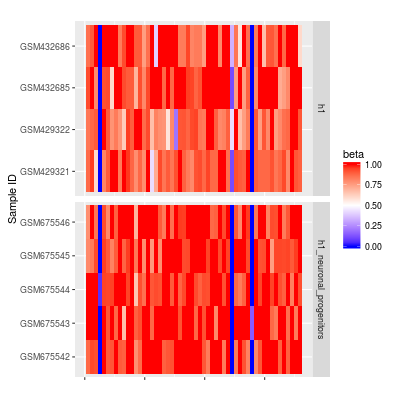 GSM432686
GSM432685
GSM429322
GSM429321
h1
GSM675546
GSM675545
GSM675544
GSM675543
GSM675542
h1_neuronal_progenitors
Sample ID
beta
1.00
0.75
0.50
0.25
0.00